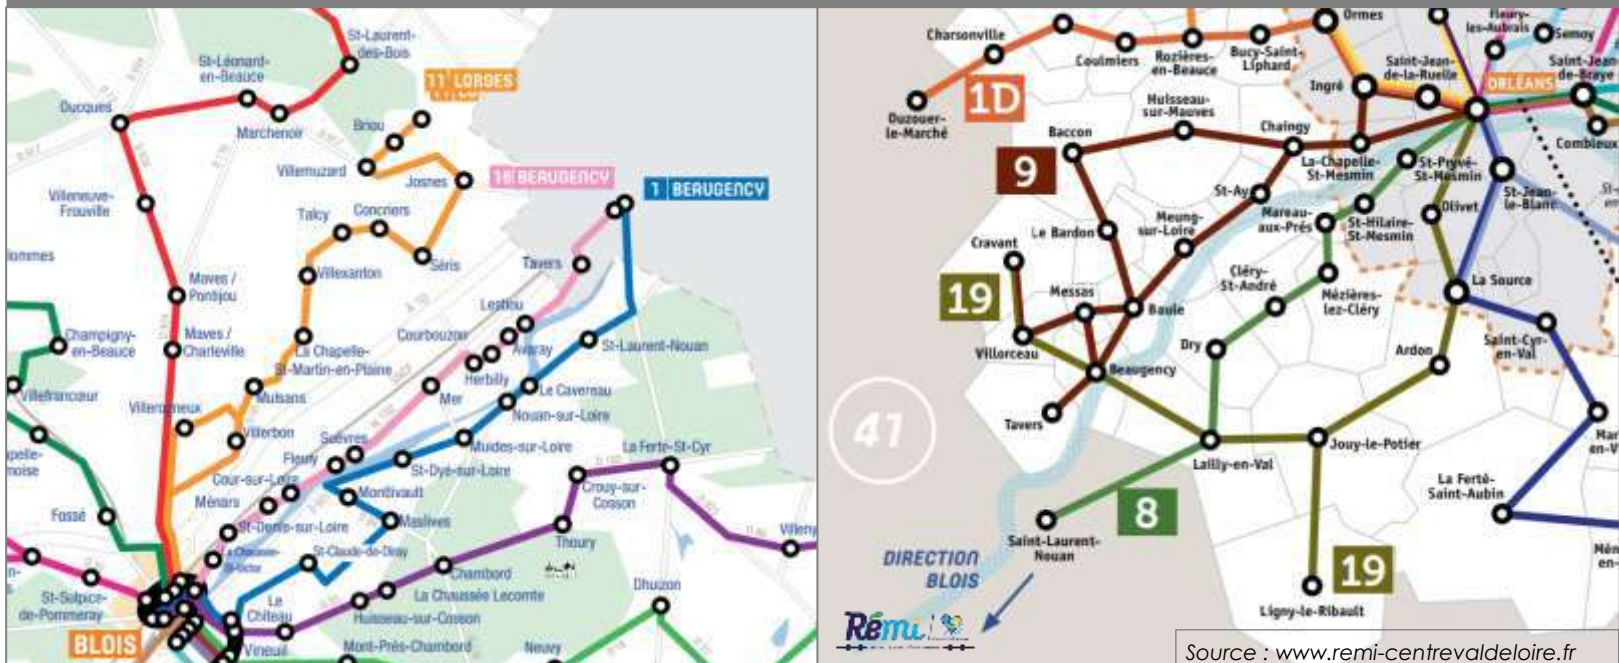 St-Laurent-
des-Bois
St-Léonard-
en-Beauce
11 LORGES
Oucques
Marchenoir
Briou
Villemuzard
Josnes
16 BEAUGENCY
1 BEAUGENCY
Villeneuve-
Frouville
Talcy
Concriers
Séris
Tavers
Villexanton
Maves /
Pontijou
Lestiou
Courbouzon
Avaray
Champigny-
en-Beauce
Maves /
Charleville
La Chapelle-
St-Martin-en-Plaine
St-Laurent-Nouan
Herbilly
Le Cavereau
Villefrancœur
Mulsans
Mer
Nouan-sur-Loire
Villerbon
Suèvres
Muides-sur-Loire
La Ferté-St-Cyr
Fleury
St-Dyé-sur-Loire
Cour-sur-Loire
Montlivault
Crouy-sur-
Cosson
Ménars
Fossé
St-Denis-sur-Loire
Maslives
Thoury
St-Claude-de-Diray
Chambord
La Chaussée Lecomte
Dhuizon
St-Sulpice-
de-Pommeray
Le
Château
Huisseau-sur-Cosson
BLOIS
Vineuil
Mont-Près-Chambord
Neuvy
Ormes
Fleury-
les-Aubrais
Semoy
Charsonville
Coulmiers
Rozières-
en-Beauce
Bucy-Saint-
Liphard
Saint-Jean-
de-la-Ruelle
Saint-Jean-
de-Braye
Ingré
ORLÉANS
1D
Ouzouer-
le-Marché
Huisseau-
sur-Mauves
Combleux
Baccon
Chaingy
9
La-Chapelle-
St-Mesmin
St-Pryvé-
St-Mesmin
St-Ay
St-Jean-
le-Blanc
Olivet
Le Bardon
Meung-
sur-Loire
Mareau-
aux-Prés
St-Hilaire-
St-Mesmin
Cravant
19
Messas
Baule
Cléry-
St-André
Mézières-
lez-Cléry
La Source
Villorceau
Dry
Ardon
Saint-Cyr-
en-Val
Beaugency
41
Tavers
Lailly-en-Val
Jouy-le-Potier
La Ferté-
Saint-Aubin
8
Saint-Laurent-
Nouan
DIRECTION
BLOIS
19
Ligny-le-Ribault
Rémi
Source : www.remi-centrevaldeloire.fr